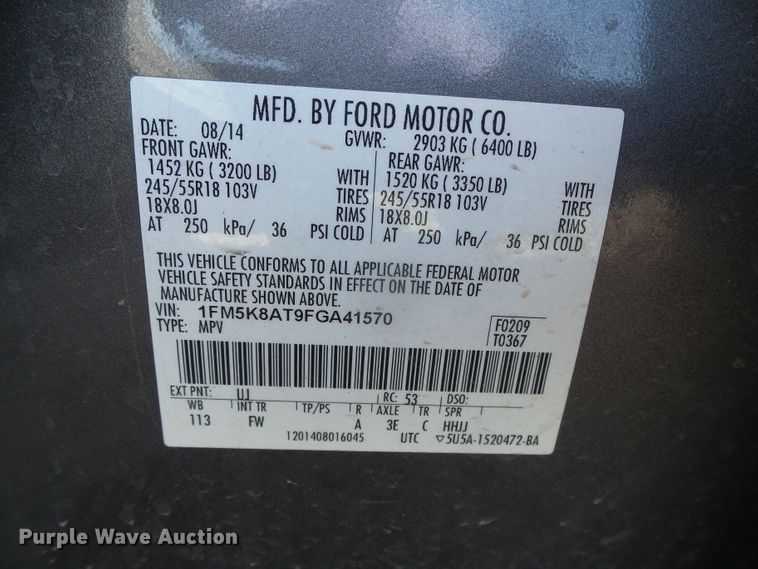 MFD. BY FORD MOTOR CO.
DATE: 08/14 GVWR: 2903 KG ( 6400 LB)
FRONT GAWR: REAR GAWR:
1452 KG ( 3200 LB) WITH 1520 KG ( 3350 LB) WITH
245/55R18 103V TIRES 245/55R18 103V TIRES
18X8.0J RIMS 18X8.0J RIMS
AT 250 kPa/ 36 PSI COLD AT 250 kPa/ 36 PSI COLD
THIS VEHICLE CONFORMS TO ALL APPLICABLE FEDERAL MOTOR
VEHICLE SAFETY STANDARDS IN EFFECT ON THE DATE OF
MANUFACTURE SHOWN ABOVE.
VIN: 1FM5K8AT9FGA41570 F0209
TYPE: MPV T0367
EXT PNT: UJ RC: 53 DSO:
WB INT TR TP/PS R AXLE TR SPR
113 FW A 3E C HHJJ
1201408016045 UTC ▽5U5A-1520472-BA
Purple Wave Auction